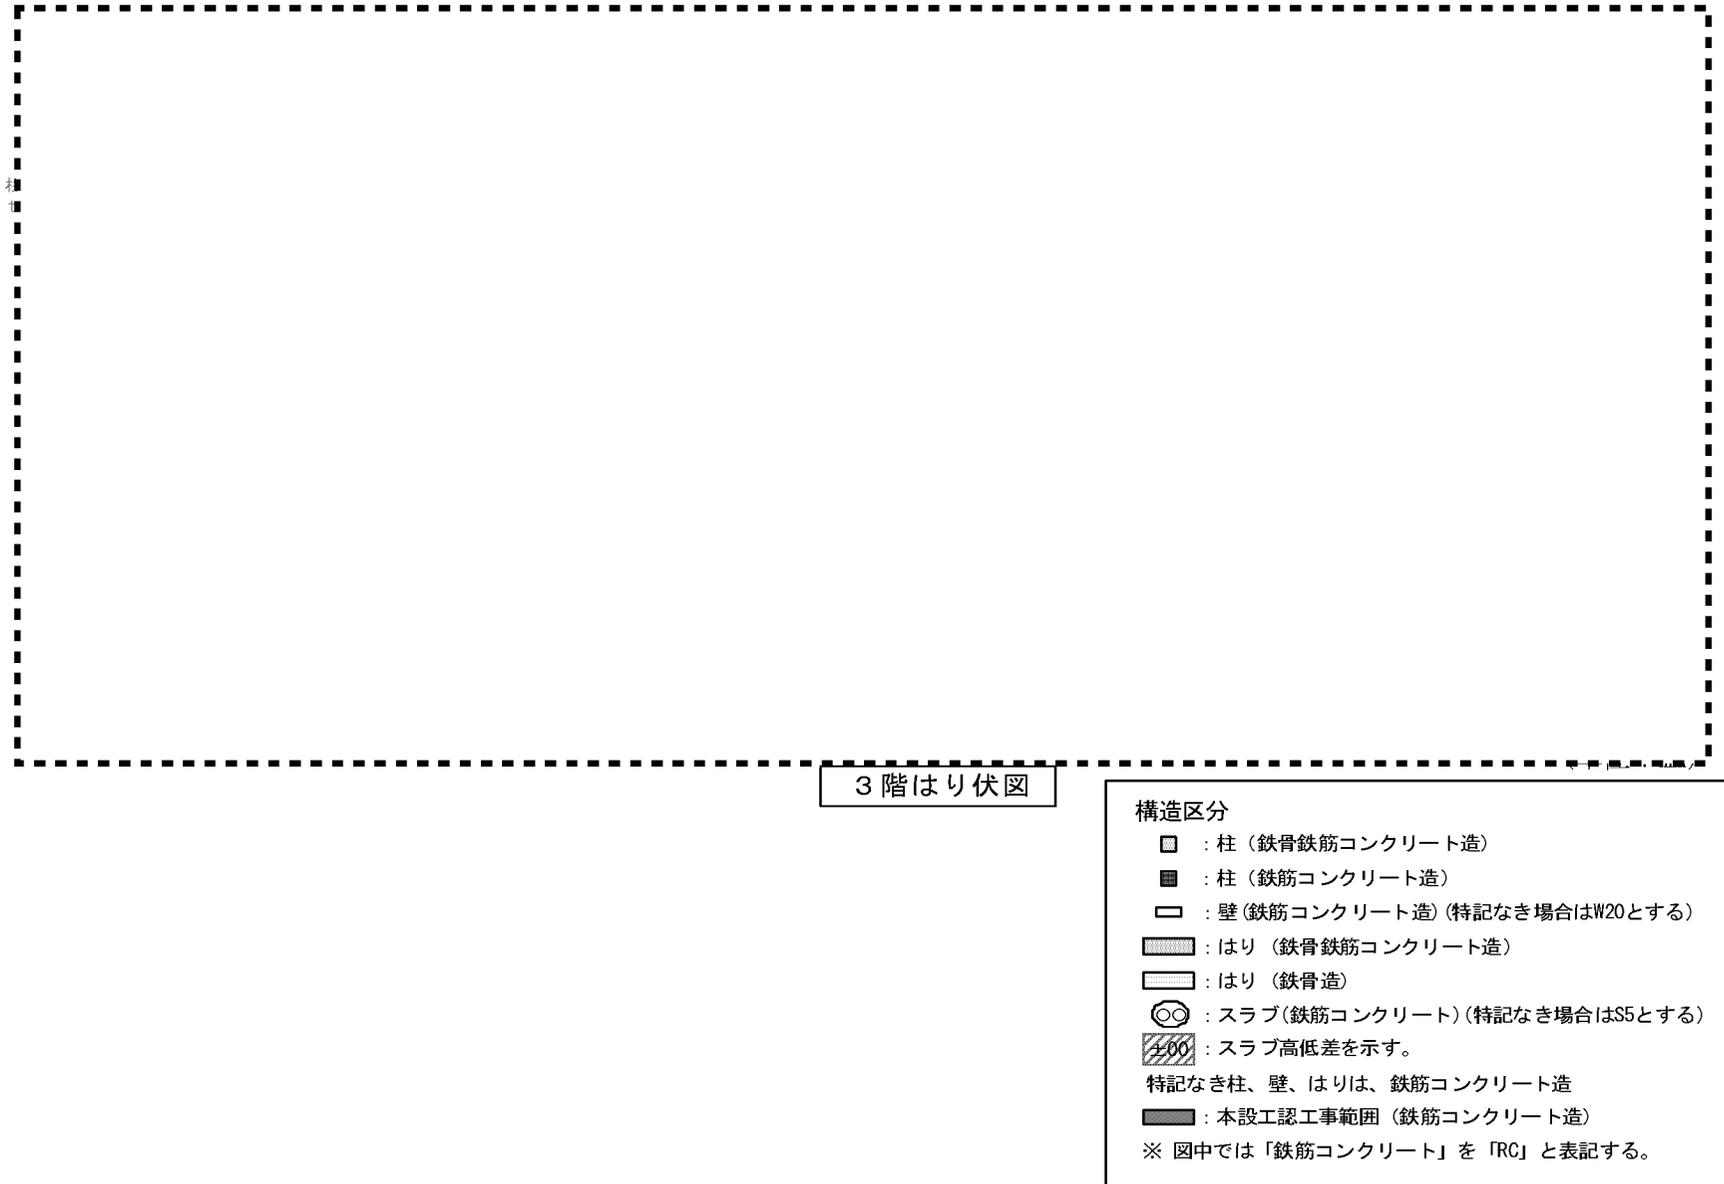 ３階はり伏図
構造区分
：柱（鉄骨鉄筋コンクリート造）
：柱（鉄筋コンクリート造）
：壁(鉄筋コンクリート造)(特記なき場合はW20とする)
：はり（鉄骨鉄筋コンクリート造）
：はり（鉄骨造）
○○：スラブ(鉄筋コンクリート)(特記なき場合はS5とする)
±00：スラブ高低差を示す。
特記なき柱、壁、はりは、鉄筋コンクリート造
：本設工認工事範囲（鉄筋コンクリート造）
※ 図中では「鉄筋コンクリート」を「RC」と表記する。